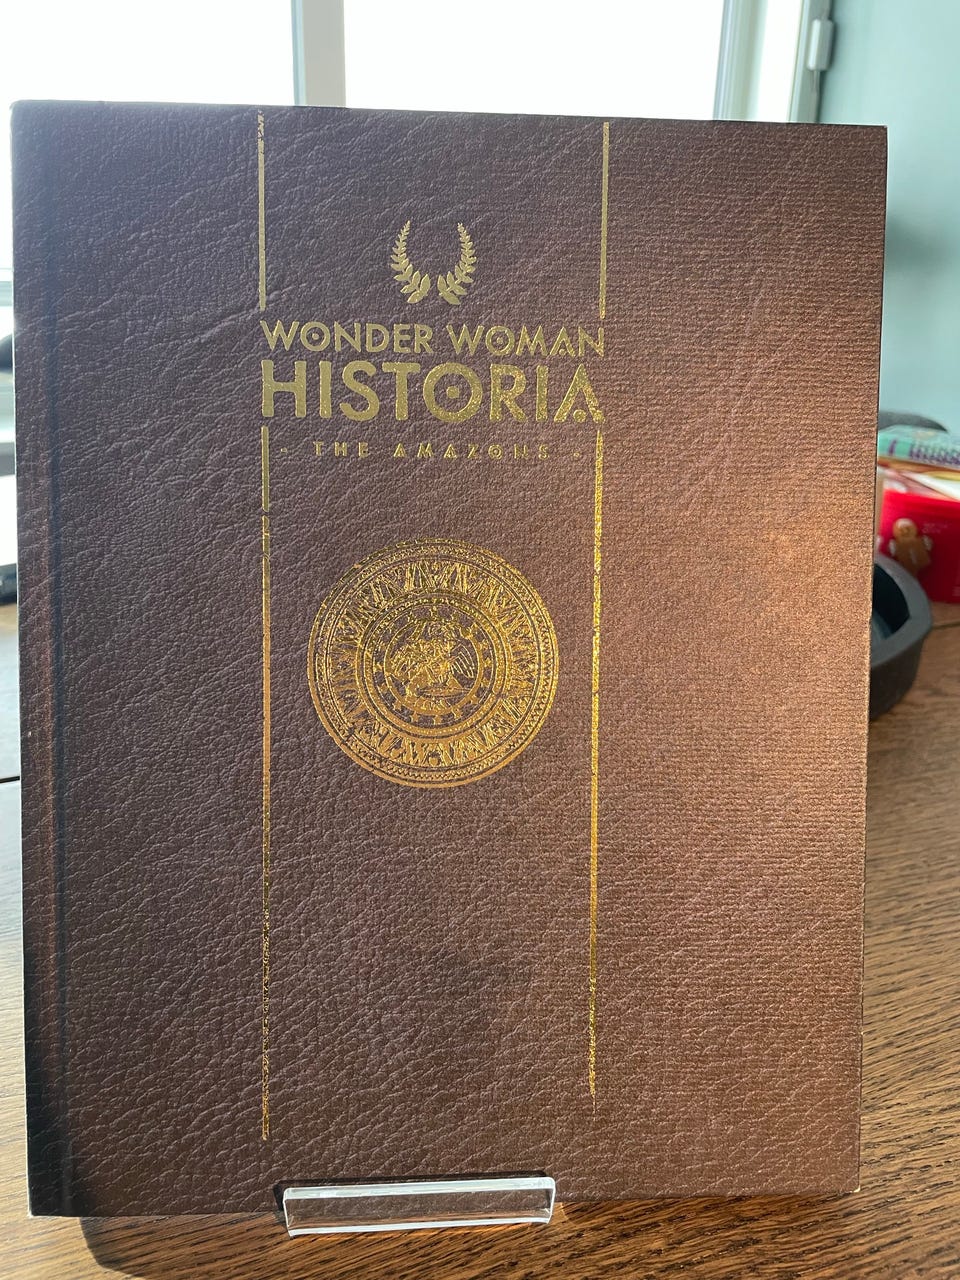 WONDER WOMAN
HISTORIA
- THE AMAZONS -